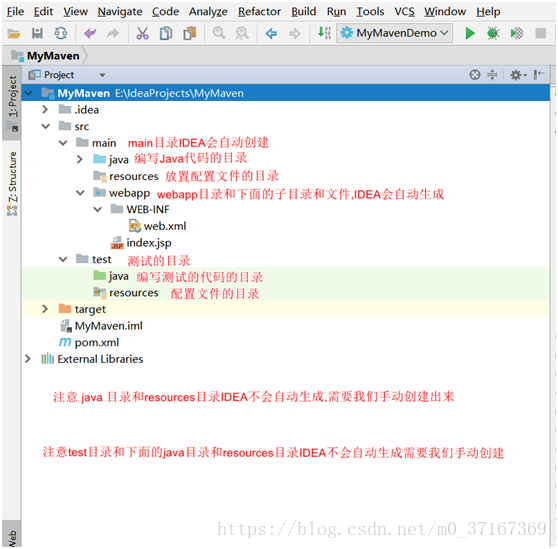 File Edit View Navigate Code Analyze Refactor Build Run Tools VCS Window Help
MyMavenDemo
MyMaven
Project
1: Project
Z: Structure
Web
MyMaven E:\IdeaProjects\MyMaven
.idea
src
main main目录IDEA会自动创建
java 编写Java代码的目录
resources 放置配置文件的目录
webapp webapp目录和下面的子目录和文件,IDEA会自动生成
WEB-INF
web.xml
JSP index.jsp
test 测试的目录
java 编写测试的代码的目录
resources 配置文件的目录
target
MyMaven.iml
m pom.xml
External Libraries
注意 java 目录和resources目录IDEA不会自动生成,需要我们手动创建出来
注意test目录和下面的java目录和resources目录IDEA不会自动生成需要我们手动创建
https://blog.csdn.net/m0_37167369